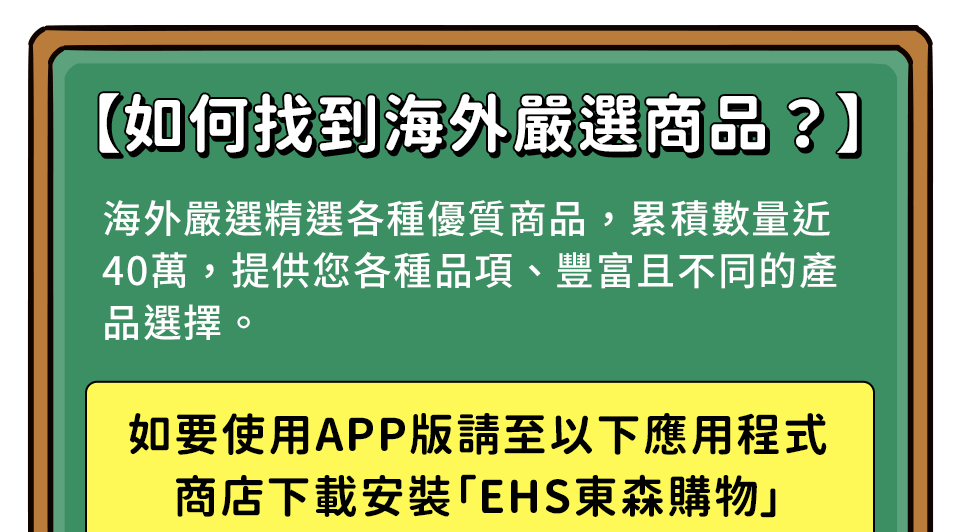 【如何找到海外嚴選商品？】
海外嚴選精選各種優質商品，累積數量近
40萬，提供您各種品項、豐富且不同的產
品選擇。
如要使用APP版請至以下應用程式
商店下載安裝「EHS東森購物」